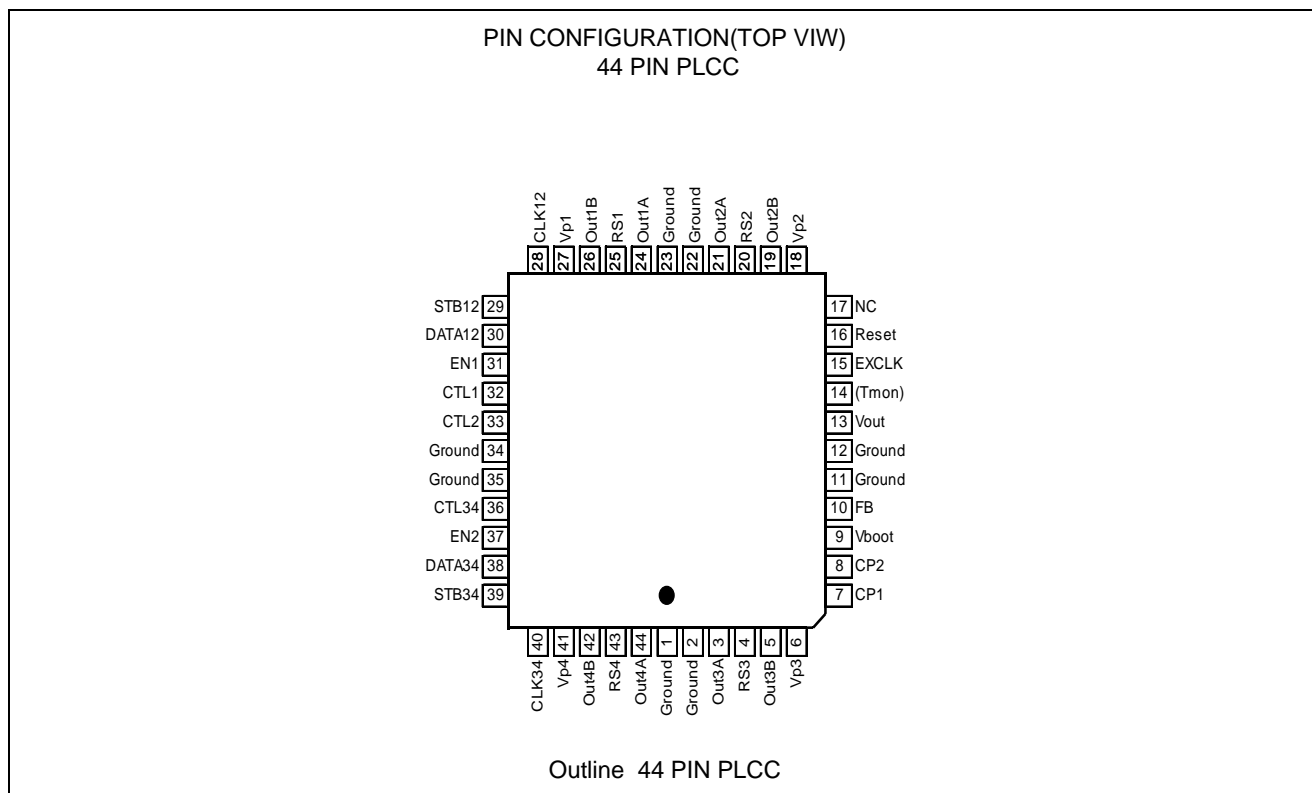 PIN CONFIGURATION(TOP VIW)
44 PIN PLCC
CLK12
Vp1
Out1B
RS1
Out1A
Ground
Ground
Out2A
RS2
Out2B
Vp2
28 27 26 25 24 23 22 21 20 19 18
STB12 29
DATA12 30
EN1 31
CTL1 32
CTL2 33
Ground 34
Ground 35
CTL34 36
EN2 37
DATA34 38
STB34 39
17 NC
16 Reset
15 EXCLK
14 (Tmon)
13 Vout
12 Ground
11 Ground
10 FB
9 Vboot
8 CP2
7 CP1
40 41 42 43 44 1 2 3 4 5 6
CLK34
Vp4
Out4B
RS4
Out4A
Ground
Ground
Out3A
RS3
Out3B
Vp3
Outline 44 PIN PLCC